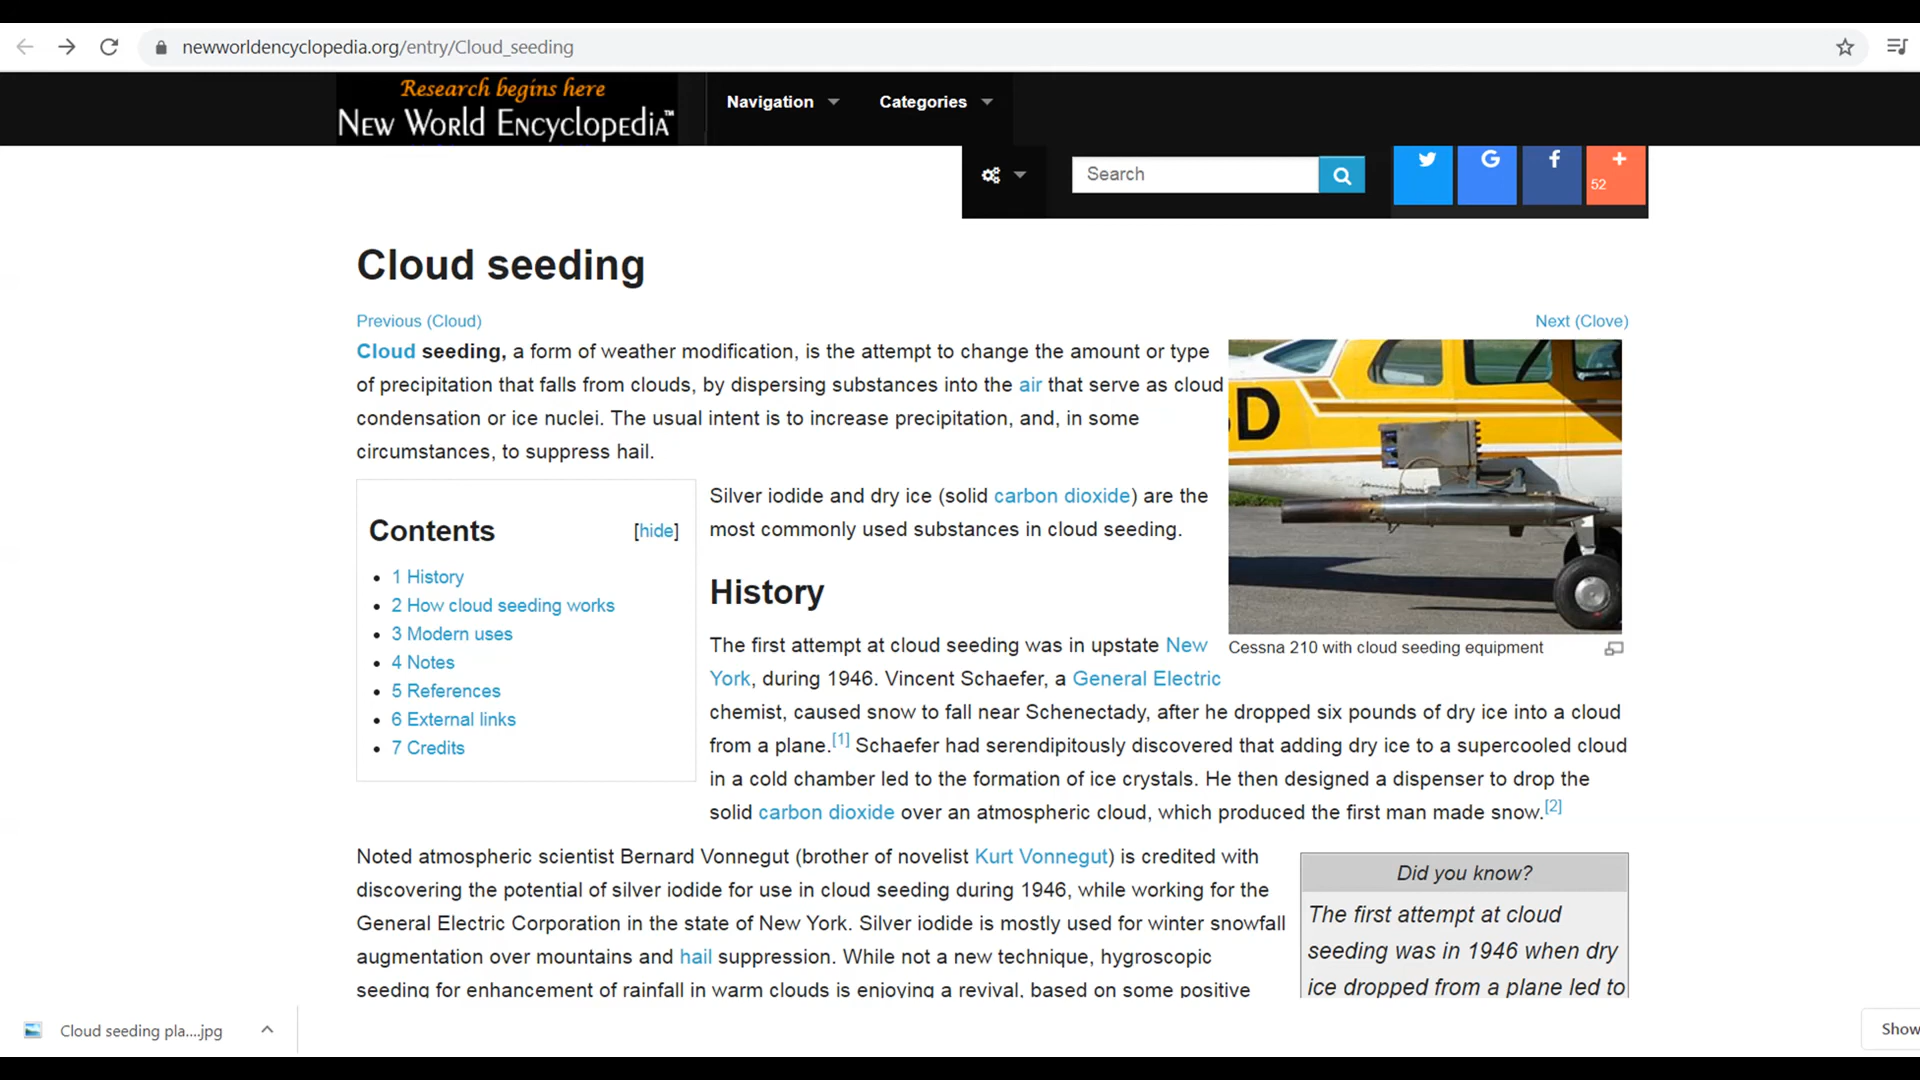 newworldencyclopedia.org/entry/Cloud_seeding
Research begins here
New World Encyclopedia™
Navigation
Categories
Search
52
Cloud seeding
Previous (Cloud)
Next (Clove)
Cloud seeding, a form of weather modification, is the attempt to change the amount or type
of precipitation that falls from clouds, by dispersing substances into the air that serve as cloud
condensation or ice nuclei. The usual intent is to increase precipitation, and, in some
circumstances, to suppress hail.
D
Cessna 210 with cloud seeding equipment
Contents [hide]
1 History
2 How cloud seeding works
3 Modern uses
4 Notes
5 References
6 External links
7 Credits
Silver iodide and dry ice (solid carbon dioxide) are the
most commonly used substances in cloud seeding.
History
The first attempt at cloud seeding was in upstate New
York, during 1946. Vincent Schaefer, a General Electric
chemist, caused snow to fall near Schenectady, after he dropped six pounds of dry ice into a cloud
from a plane.[1] Schaefer had serendipitously discovered that adding dry ice to a supercooled cloud
in a cold chamber led to the formation of ice crystals. He then designed a dispenser to drop the
solid carbon dioxide over an atmospheric cloud, which produced the first man made snow.[2]
Noted atmospheric scientist Bernard Vonnegut (brother of novelist Kurt Vonnegut) is credited with
discovering the potential of silver iodide for use in cloud seeding during 1946, while working for the
General Electric Corporation in the state of New York. Silver iodide is mostly used for winter snowfall
augmentation over mountains and hail suppression. While not a new technique, hygroscopic
seeding for enhancement of rainfall in warm clouds is enjoying a revival, based on some positive
Did you know?
The first attempt at cloud
seeding was in 1946 when dry
ice dropped from a plane led to
Cloud seeding pla....jpg
Show